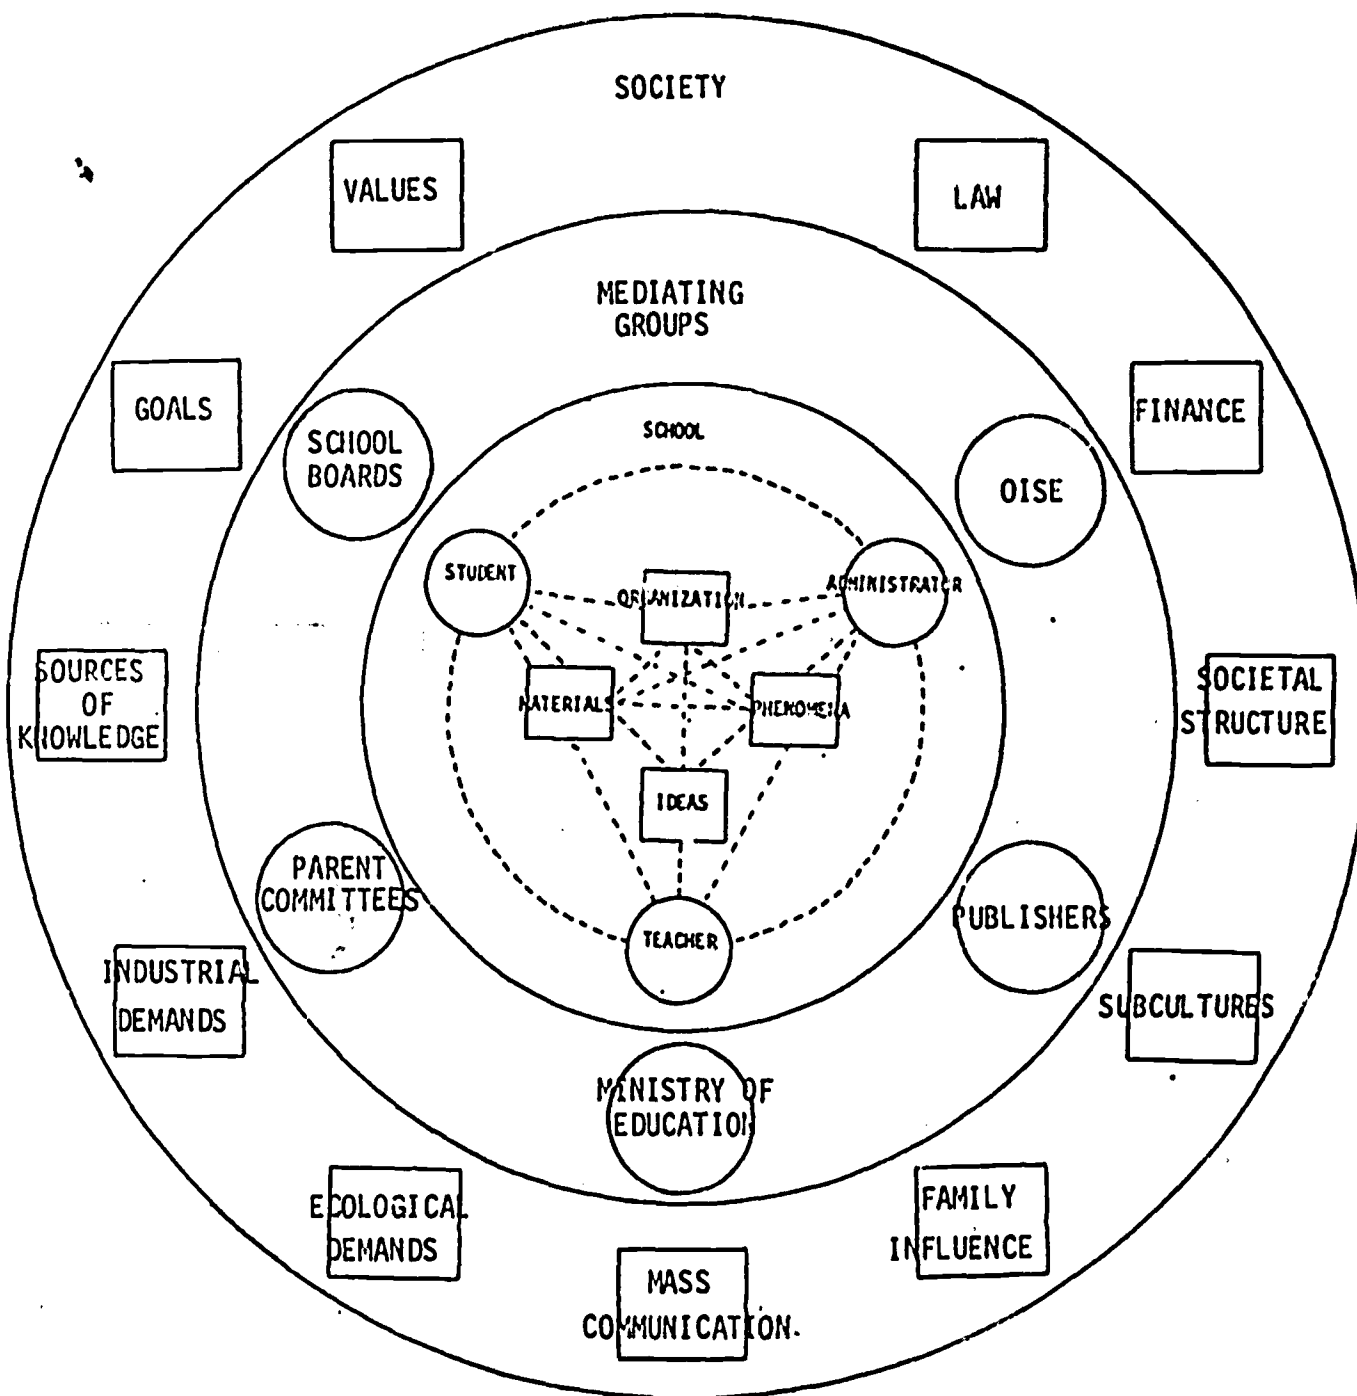 SOCIETY
VALUES
LAW
MEDIATING
GROUPS
GOALS
FINANCE
SCHOOL
BOARDS
SCHOOL
OISE
STUDENT
ORGANIZATION
ADMINISTRATOR
SOURCES
OF
KNOWLEDGE
MATERIALS
PHENOMENA
SOCIETAL
STRUCTURE
IDEAS
PARENT
COMMITTEES
PUBLISHERS
TEACHER
INDUSTRIAL
DEMANDS
SUBCULTURES
MINISTRY OF
EDUCATION
ECOLOGICAL
DEMANDS
FAMILY
INFLUENCE
MASS
COMMUNICATION